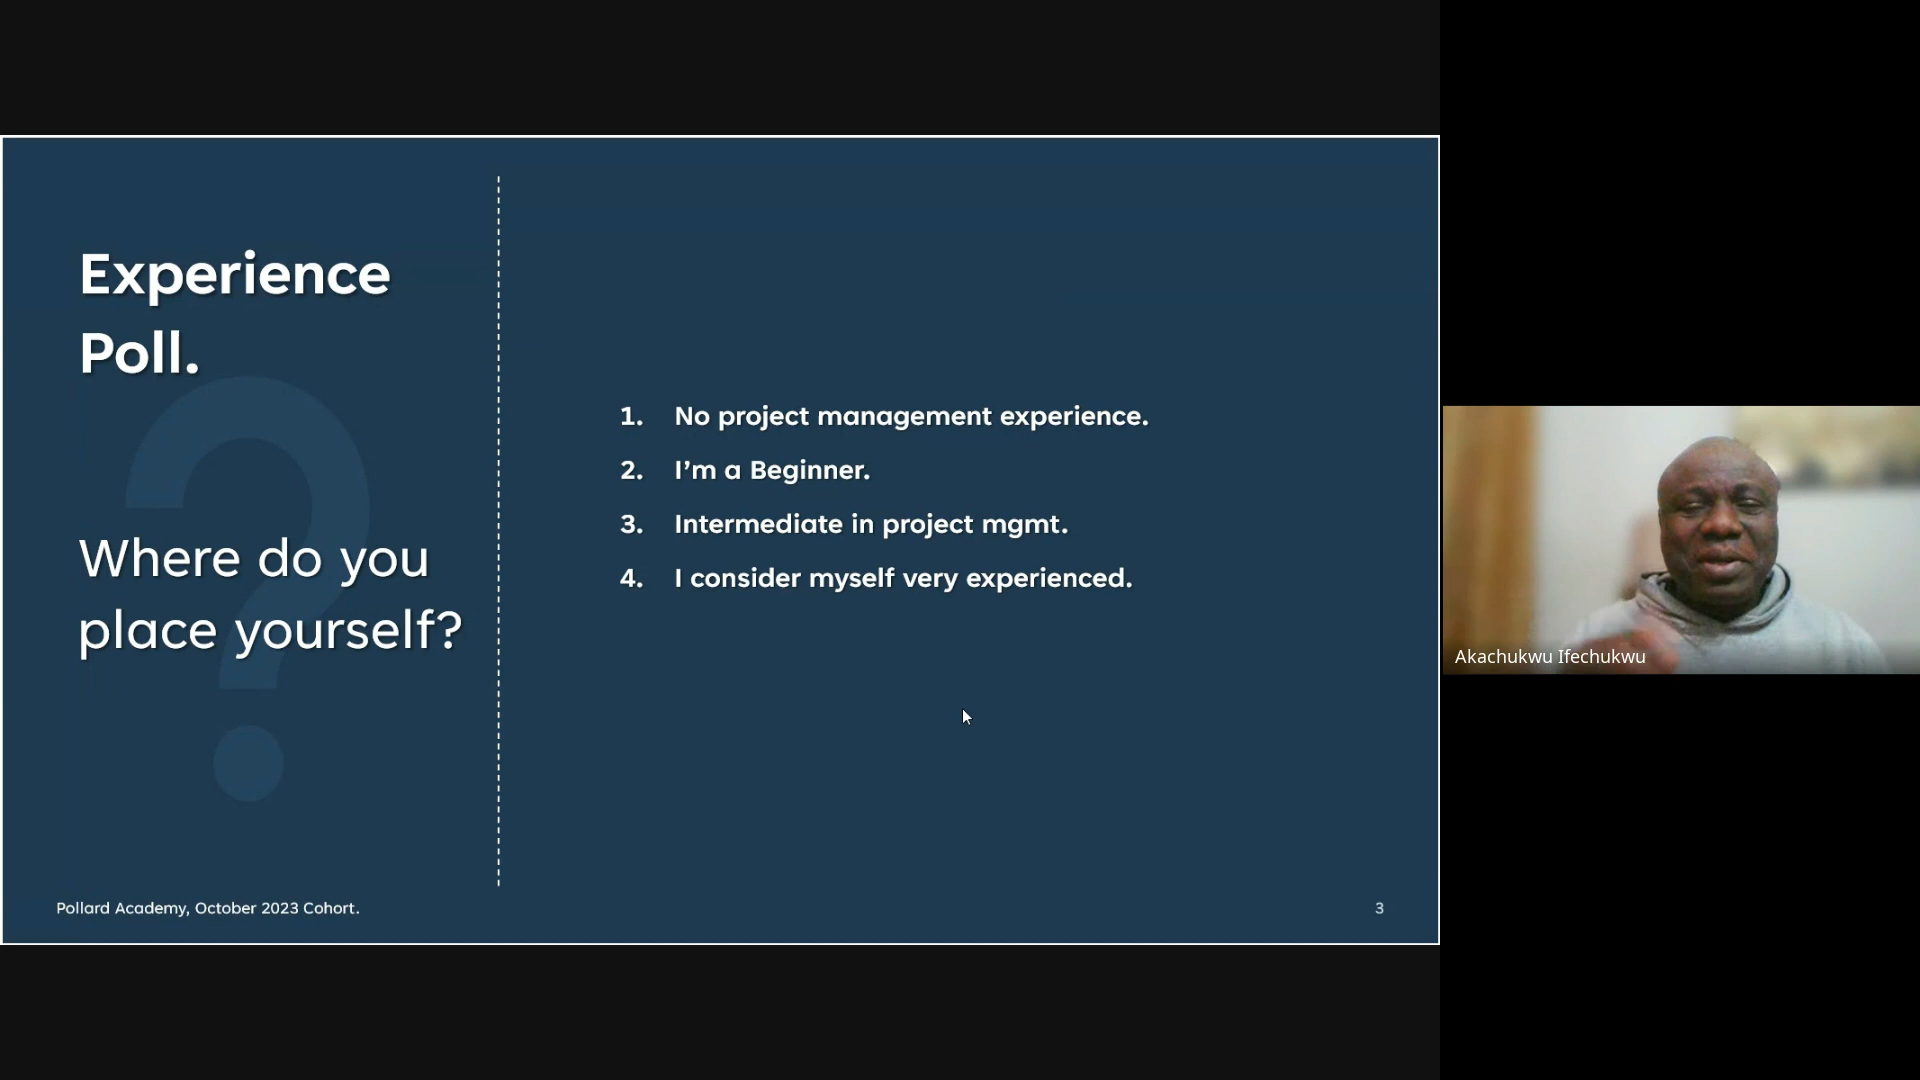 Experience
Poll.
Where do you
place yourself?
1. No project management experience.
2. I’m a Beginner.
3. Intermediate in project mgmt.
4. I consider myself very experienced.
Pollard Academy, October 2023 Cohort.
3
Akachukwu Ifechukwu